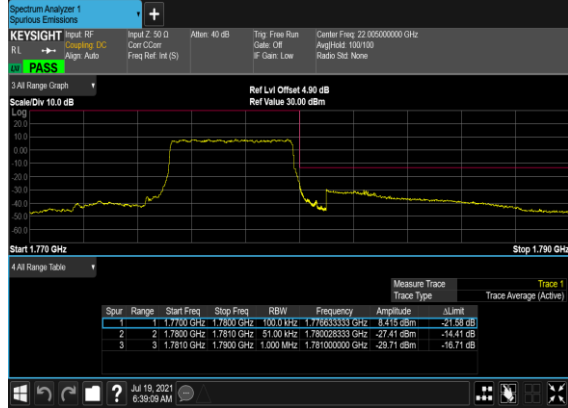 Spectrum Analyzer 1
Spurious Emissions
+
KEYSIGHT Input: RF Input Z: 50 Ω Atten: 40 dB Trig: Free Run Center Freq: 22.005000000 GHz
RL Coupling: DC Corr CCorr Gate: Off Avg|Hold: 100/100
Align: Auto Freq Ref: Int (S) IF Gain: Low Radio Std: None
PASS
3 All Range Graph Ref Lvl Offset 4.90 dB
Scale/Div 10.0 dB Ref Value 30.00 dBm
Log
20.0
10.0
0.00
-10.0
-20.0
-30.0
-40.0
-50.0
-60.0
Start 1.770 GHz Stop 1.790 GHz
4 All Range Table
Measure Trace Trace 1
Trace Type Trace Average (Active)
Spur Range Start Freq Stop Freq RBW Frequency Amplitude ΔLimit
1 1 1.7700 GHz 1.7800 GHz 100.0 kHz 1.776633333 GHz 8.415 dBm -21.58 dB
2 2 1.7800 GHz 1.7810 GHz 51.00 kHz 1.780028333 GHz -27.41 dBm -14.41 dB
3 3 1.7810 GHz 1.7900 GHz 1.000 MHz 1.781000000 GHz -29.71 dBm -16.71 dB
? Jul 19, 2021
6:39:09 AM